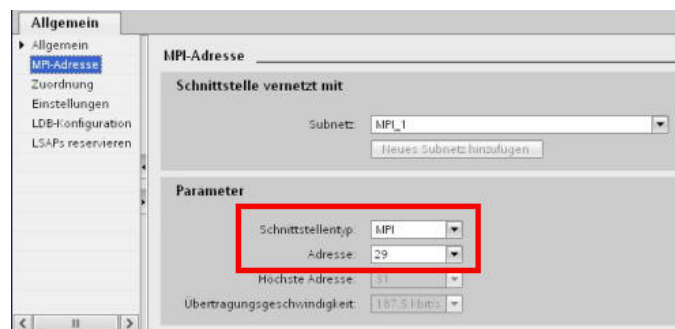 Allgemein
Allgemein
MPI-Adresse
Zuordnung
Einstellungen
LDB-Konfiguration
LSAPs reservieren
MPI-Adresse
Schnittstelle vernetzt mit
Subnetz: MPI_1
Neues Subnetz hinzufügen
Parameter
Schnittstellentyp: MPI
Adresse: 29
Höchste Adresse: 31
Übertragungsgeschwindigkeit: 187,5 kbit/s